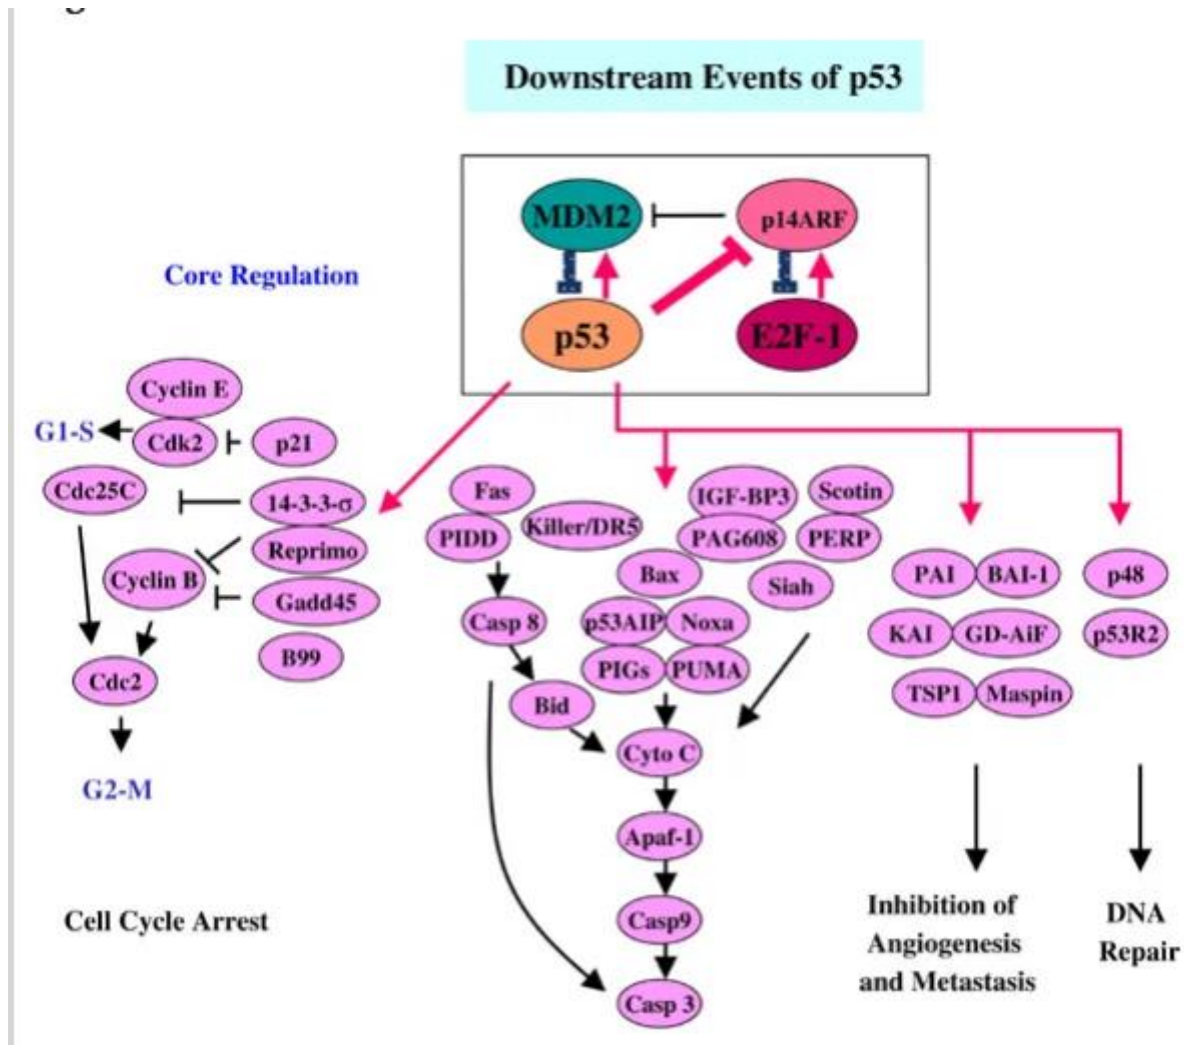 Downstream Events of p53
MDM2
p14ARF
Core Regulation
p53
E2F-1
Cyclin E
G1-S
Cdk2
p21
Cdc25C
14-3-3-σ
Reprimo
Cyclin B
Gadd45
B99
Cdc2
G2-M
Cell Cycle Arrest
Fas
PIDD
Killer/DR5
IGF-BP3
Scotin
PAG608
PERP
Bax
Siah
Casp 8
p53AIP
Noxa
PIGs
PUMA
Bid
Cyto C
Apaf-1
Casp9
Casp 3
PAI
BAI-1
KAI
GD-AiF
TSP1
Maspin
Inhibition of
Angiogenesis
and Metastasis
p48
p53R2
DNA
Repair